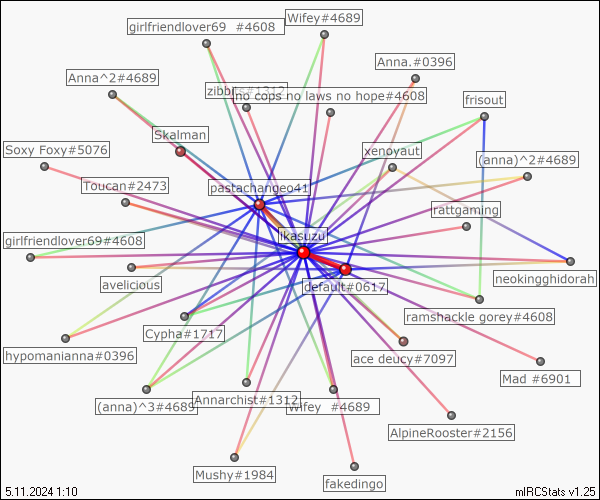 girlfriendlover69 #4608
Wifey#4689
Anna.#0396
Anna^2#4689
zibbits#1312
no cops no laws no hope#4608
frisout
Skalman
Soxy Foxy#5076
xenoyaut
(anna)^2#4689
Toucan#2473
pastachangeo41
rattgaming
ikasuzu
girlfriendlover69#4608
avelicious
default#0617
neokingghidorah
Cypha#1717
ramshackle gorey#4608
hypomanianna#0396
ace deucy#7097
Mad #6901
(anna)^3#4689
Annarchist#1312
Wifey #4689
AlpineRooster#2156
Mushy#1984
fakedingo
5.11.2024 1:10
mIRCStats v1.25